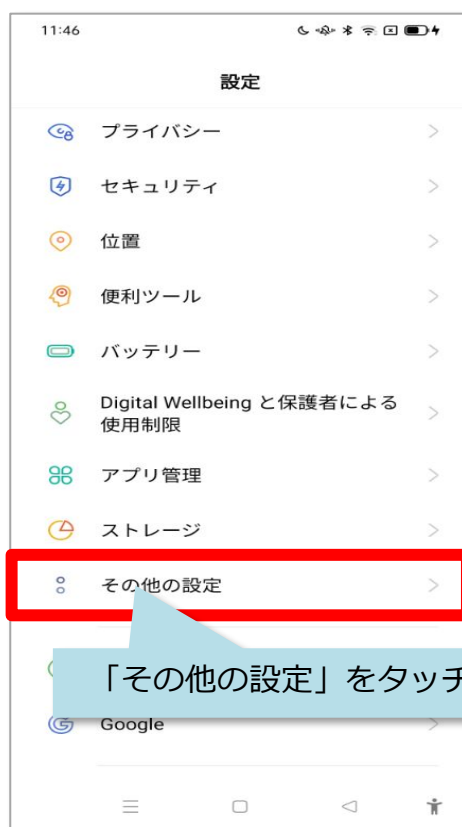 11:46
設定
プライバシー
セキュリティ
位置
便利ツール
バッテリー
Digital Wellbeing と保護者による
使用制限
アプリ管理
ストレージ
その他の設定
「その他の設定」をタッチ
Google